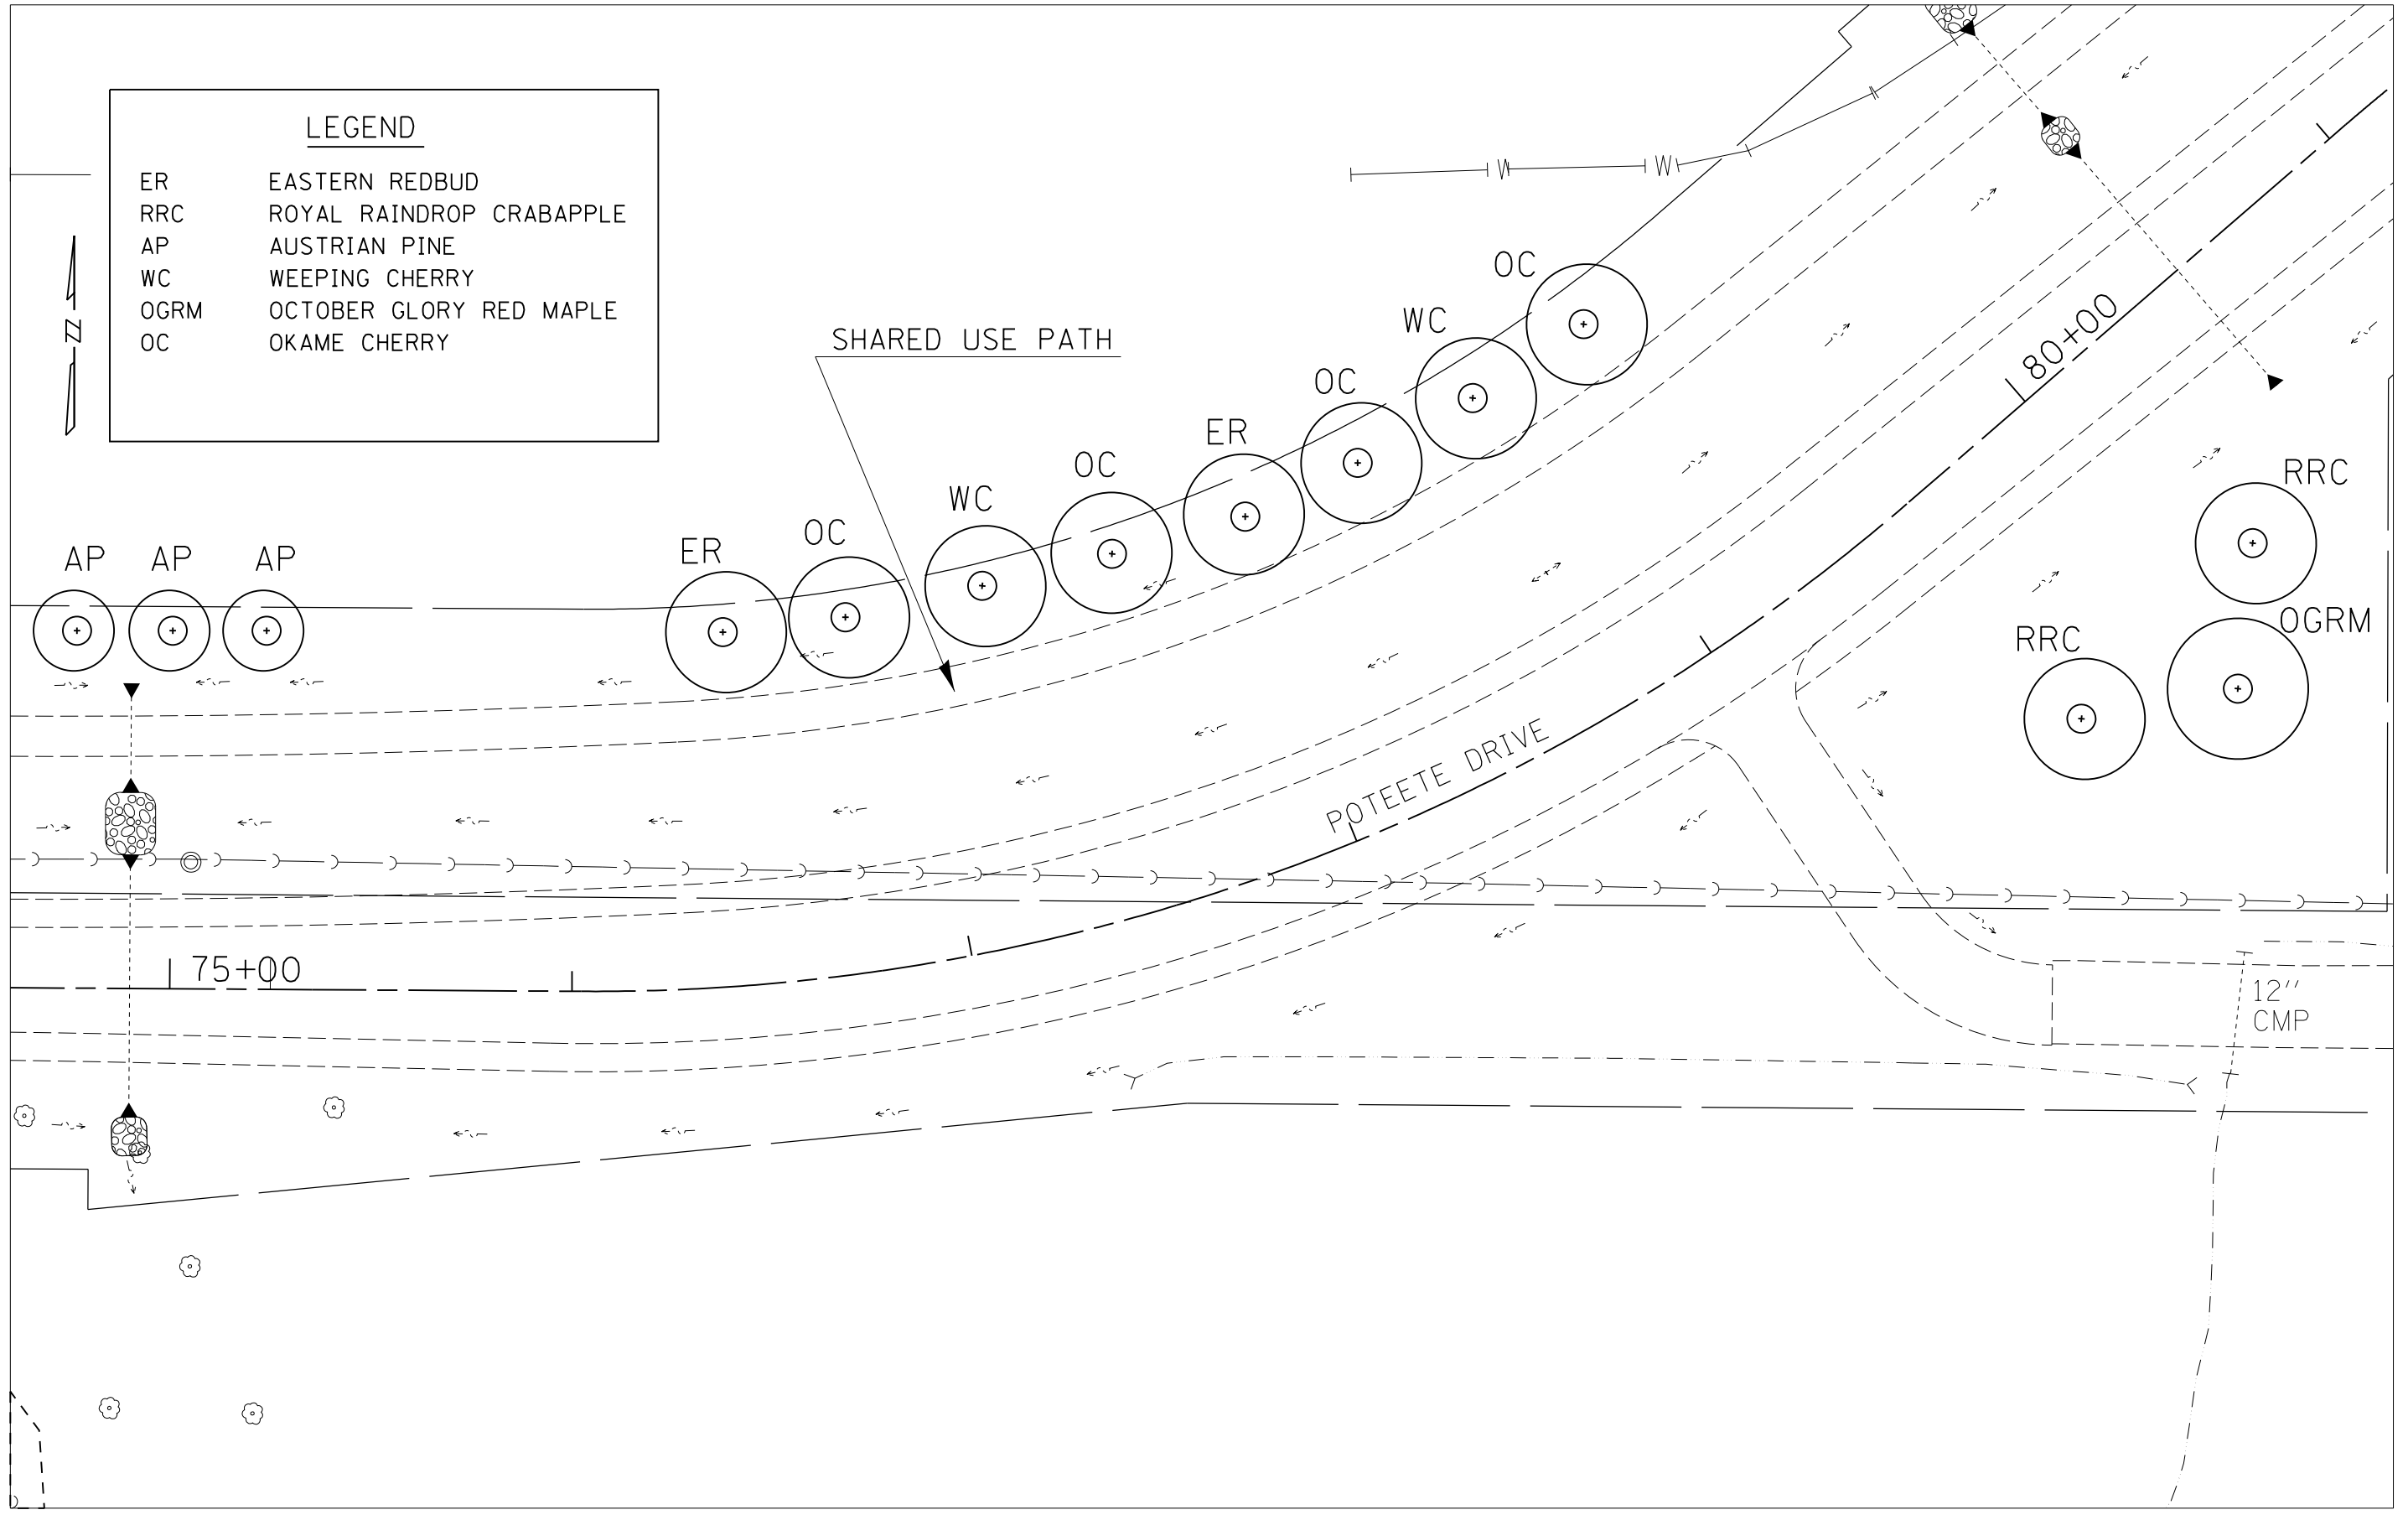 LEGEND
ER EASTERN REDBUD
RRC ROYAL RAINDROP CRABAPPLE
AP AUSTRIAN PINE
WC WEEPING CHERRY
OGRM OCTOBER GLORY RED MAPLE
OC OKAME CHERRY
N
W
W
SHARED USE PATH
OC
WC
OC
ER
OC
WC
OC
ER
AP
AP
AP
80+00
RRC
OGRM
RRC
POTEETE DRIVE
75+00
12''
CMP